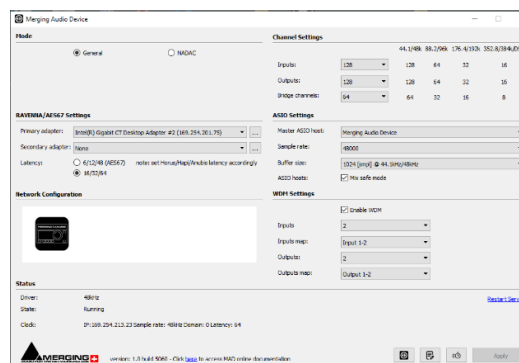 Merging Audio Device
Mode
General
NADAC
RAVENNA/AES67 Settings
Primary adapter: Intel(R) Gigabit CT Desktop Adapter #2 (169.254.201.75) ...
Secondary adapter: None ...
Latency: 6/12/48 (AES67) note: set Horus/Hapi/Anubis latency accordingly
16/32/64
Network Configuration
Channel Settings
44.1/48k 88.2/96k 176.4/192k 352.8/384k/D
Inputs: 128 128 64 32 16
Outputs: 128 128 64 32 16
Bridge channels: 64 64 32 16 8
ASIO Settings
Master ASIO host: Merging Audio Device
Sample rate: 48000
Buffer size: 1024 [smpl] @ 44.1kHz/48kHz
ASIO hosts: Mix safe mode
WDM Settings
Enable WDM
Inputs 2
Inputs map: Input 1-2
Outputs: 2
Outputs map: Output 1-2
Status
Driver: 48kHz
State: Running
Clock: IP:169.254.213.23 Sample rate: 48kHz Domain: 0 Latency: 64
Restart Serv
MERGING
version: 1.0 build 5060 - Click here to access MAD online documentation
Apply